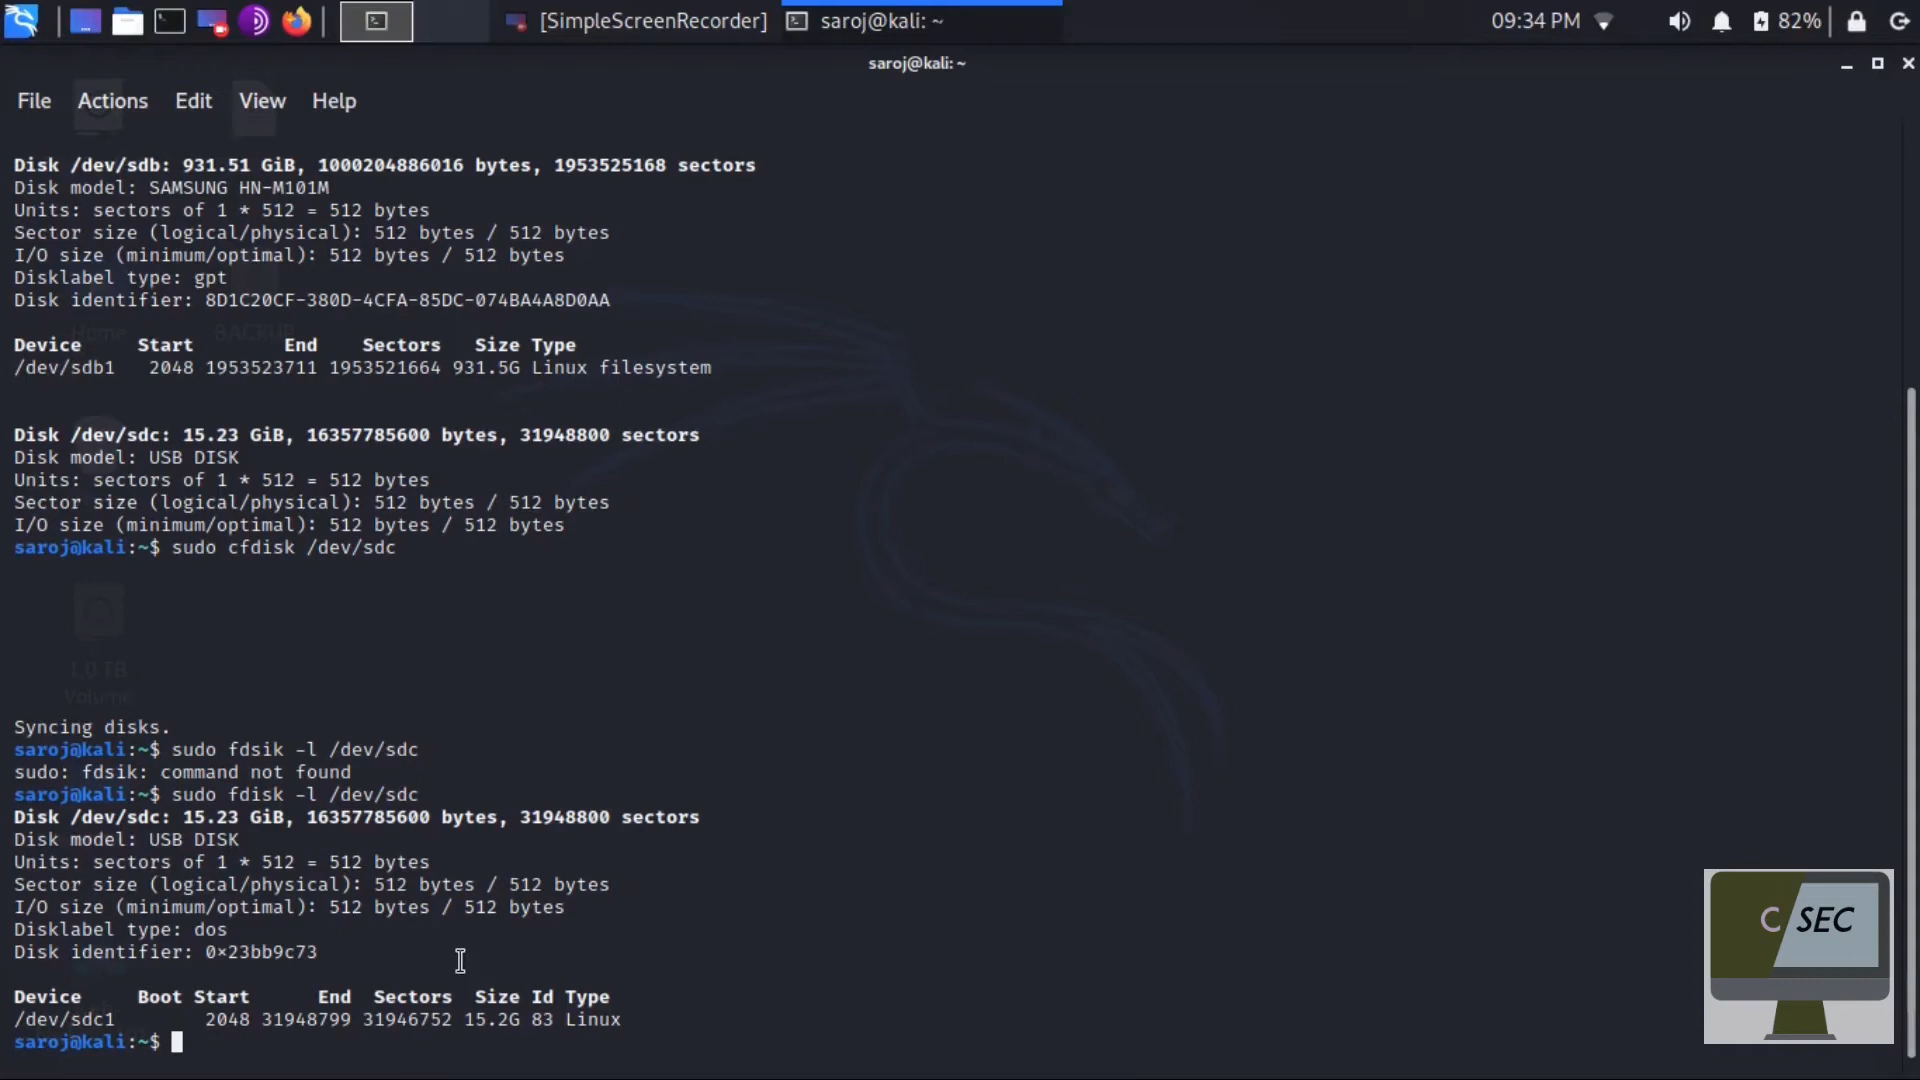 [SimpleScreenRecorder] saroj@kali: ~ 09:34 PM 82%
saroj@kali: ~
File Actions Edit View Help
Disk /dev/sdb: 931.51 GiB, 1000204886016 bytes, 1953525168 sectors
Disk model: SAMSUNG HN-M101M
Units: sectors of 1 * 512 = 512 bytes
Sector size (logical/physical): 512 bytes / 512 bytes
I/O size (minimum/optimal): 512 bytes / 512 bytes
Disklabel type: gpt
Disk identifier: 8D1C20CF-380D-4CFA-85DC-074BA4A8D0AA
Home BACKUP
Device Start End Sectors Size Type
/dev/sdb1 2048 1953523711 1953521664 931.5G Linux filesystem
Disk /dev/sdc: 15.23 GiB, 16357785600 bytes, 31948800 sectors
Disk model: USB DISK
Units: sectors of 1 * 512 = 512 bytes
Sector size (logical/physical): 512 bytes / 512 bytes
I/O size (minimum/optimal): 512 bytes / 512 bytes
saroj@kali:~$ sudo cfdisk /dev/sdc
1.0 TB
Volume
Syncing disks.
saroj@kali:~$ sudo fdsik -l /dev/sdc
sudo: fdsik: command not found
saroj@kali:~$ sudo fdisk -l /dev/sdc
Disk /dev/sdc: 15.23 GiB, 16357785600 bytes, 31948800 sectors
Disk model: USB DISK
Units: sectors of 1 * 512 = 512 bytes
Sector size (logical/physical): 512 bytes / 512 bytes
I/O size (minimum/optimal): 512 bytes / 512 bytes
Disklabel type: dos
Disk identifier: 0×23bb9c73
Device Boot Start End Sectors Size Id Type
/dev/sdc1 2048 31948799 31946752 15.2G 83 Linux
saroj@kali:~$
C SEC